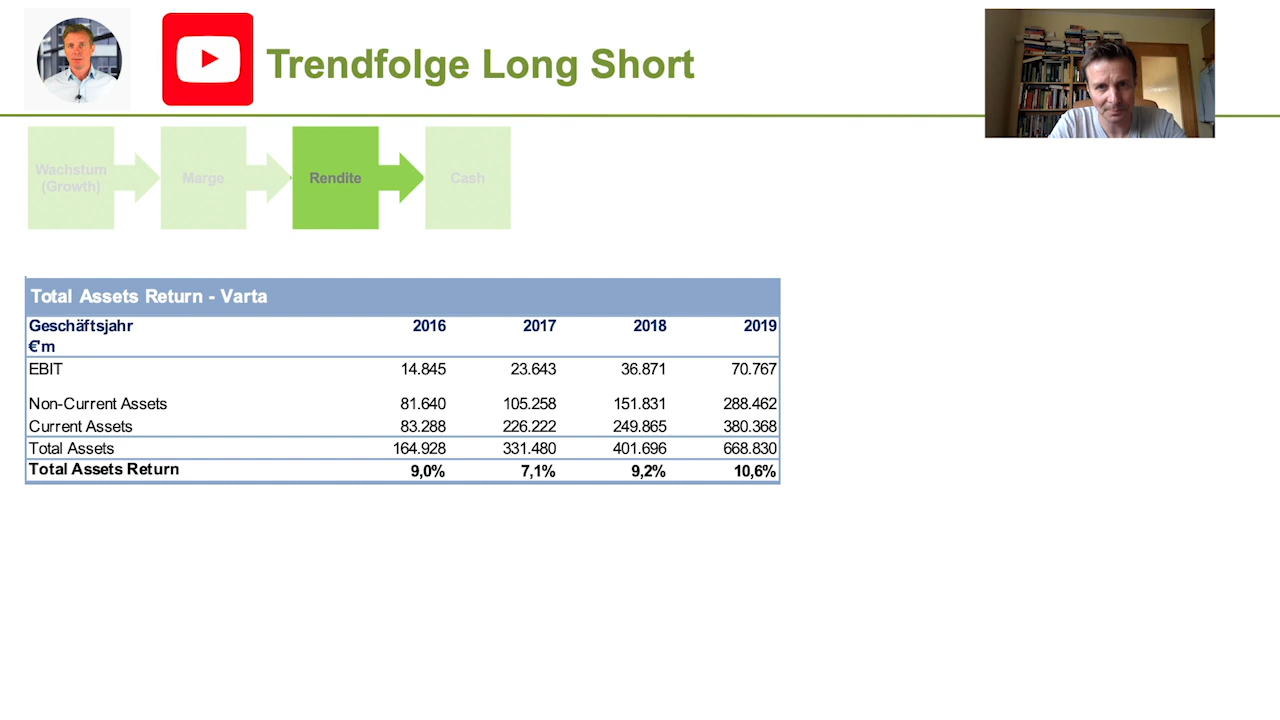 Trendfolge Long Short
Wachstum
(Growth)
Marge
Rendite
Cash
Total Assets Return - Varta
Geschäftsjahr 2016 2017 2018 2019
€'m
EBIT 14.845 23.643 36.871 70.767
Non-Current Assets 81.640 105.258 151.831 288.462
Current Assets 83.288 226.222 249.865 380.368
Total Assets 164.928 331.480 401.696 668.830
Total Assets Return 9,0% 7,1% 9,2% 10,6%